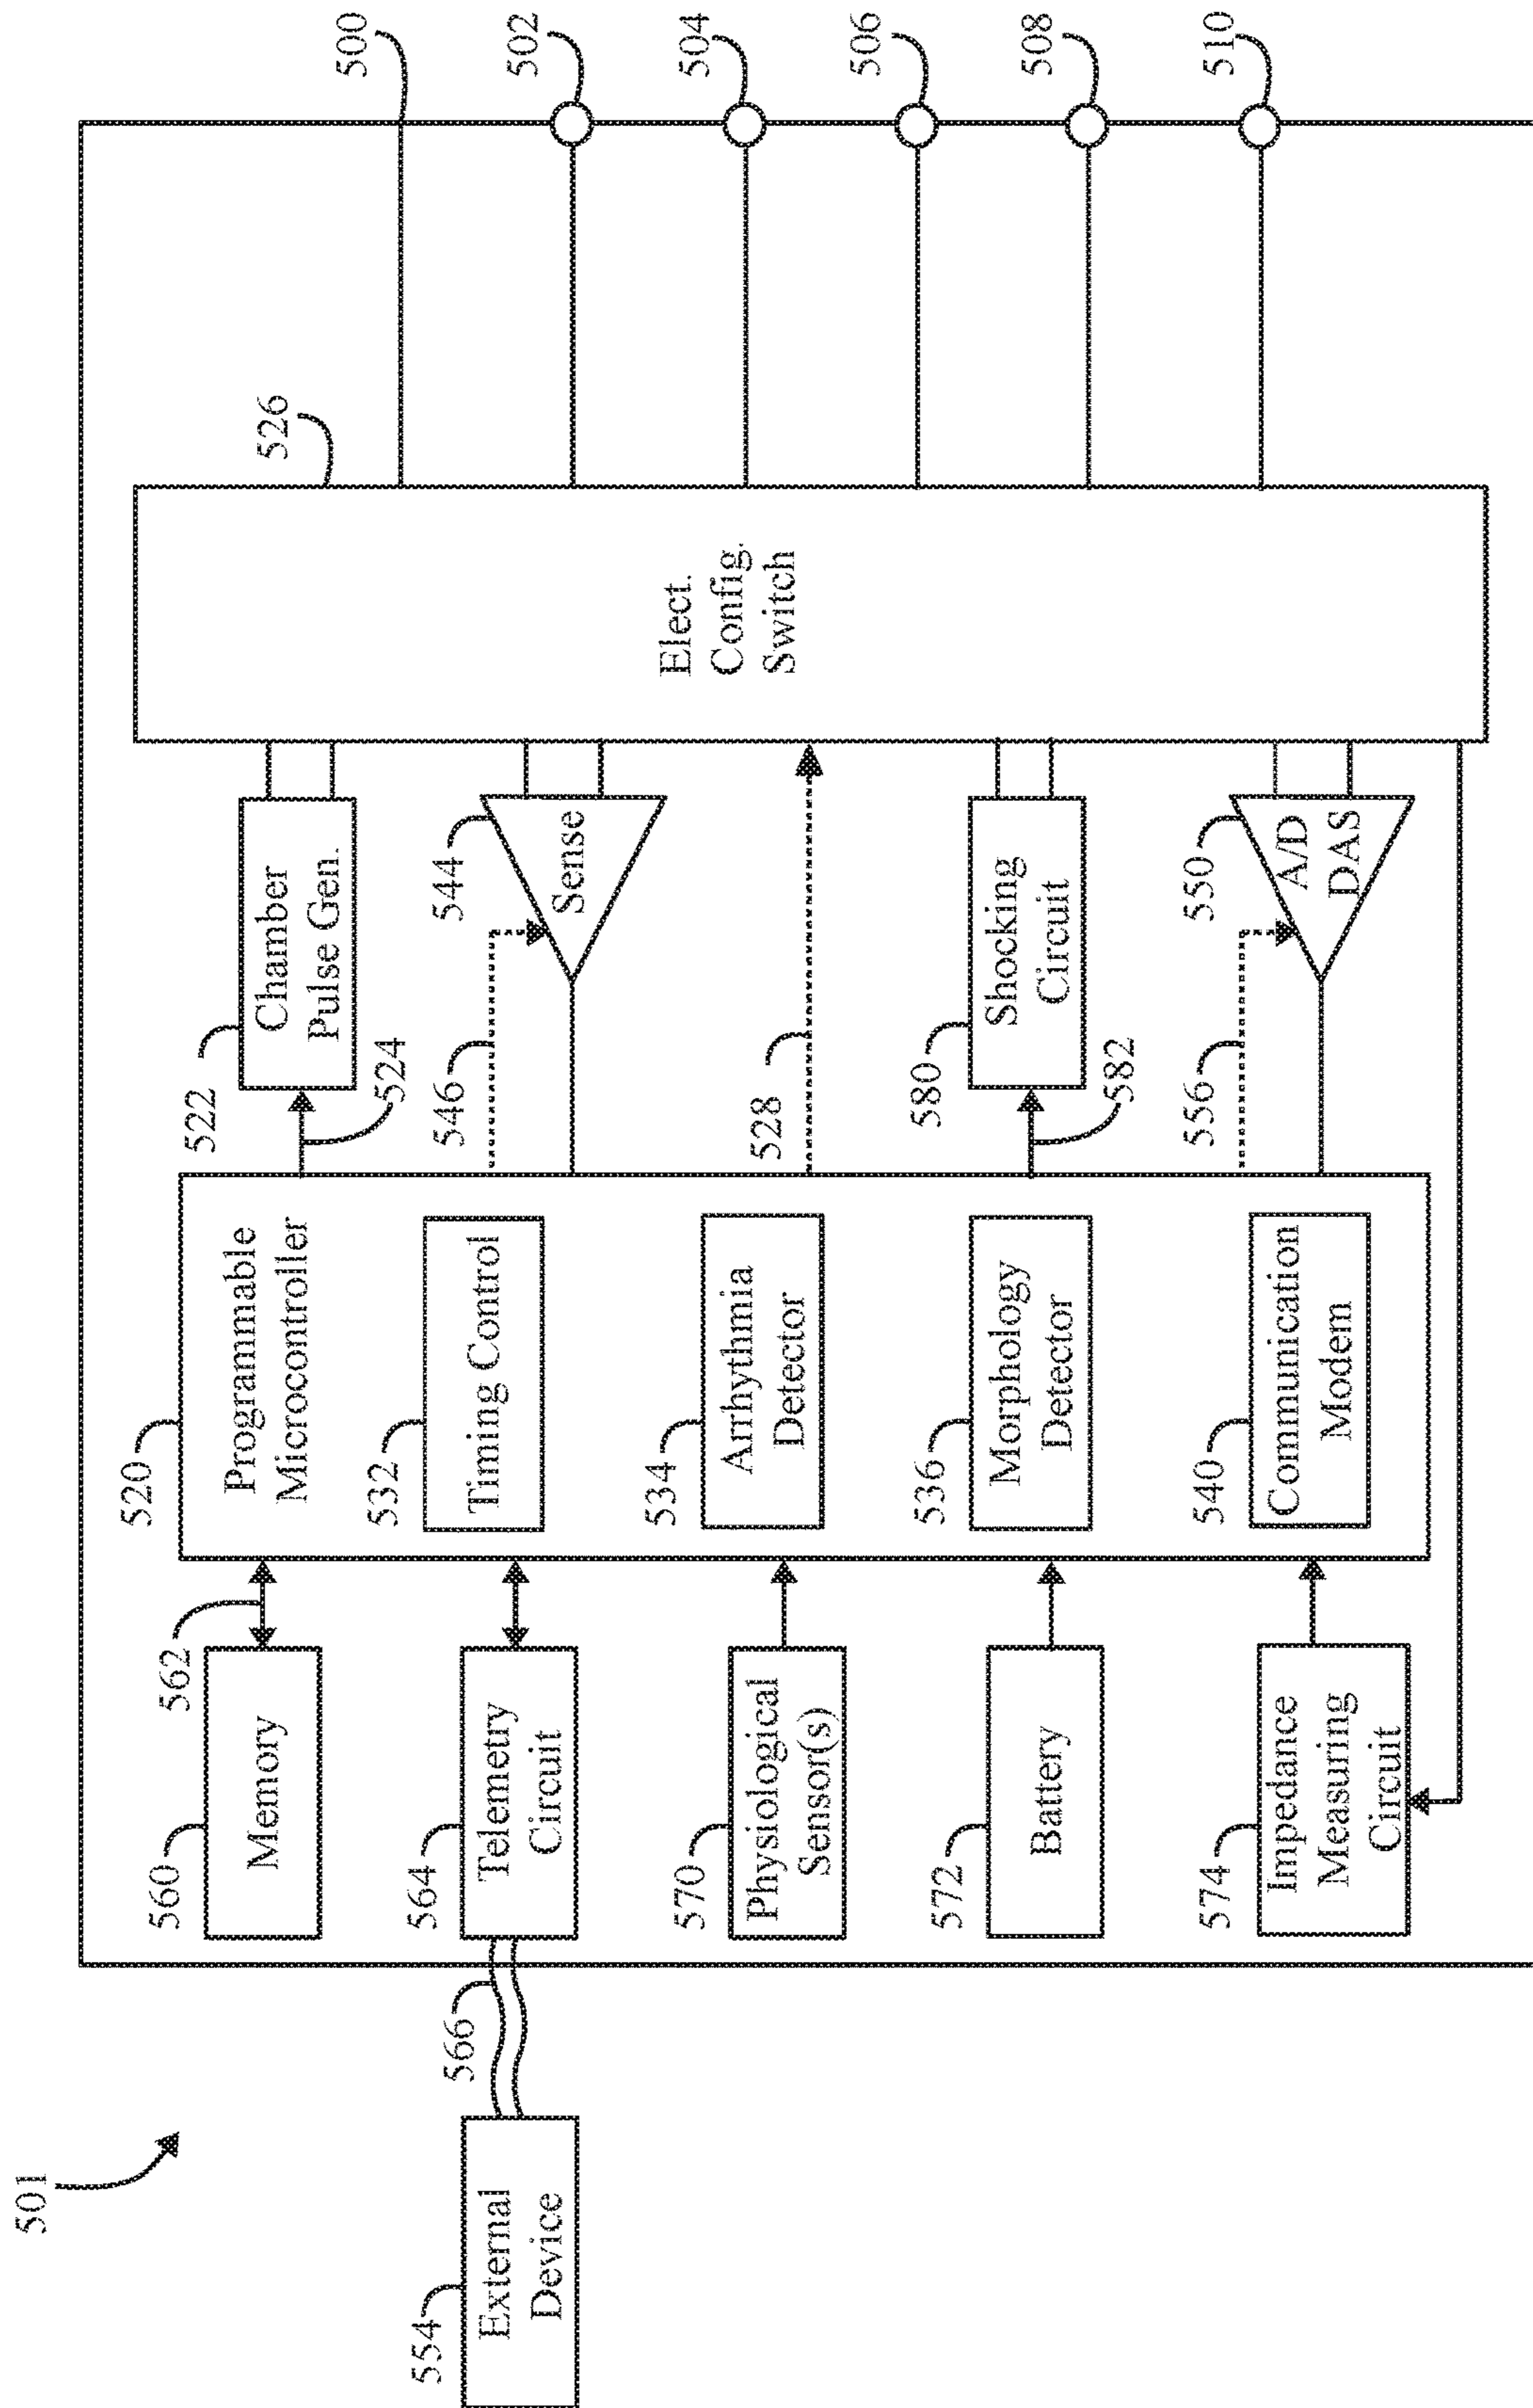 501
554
External
Device
566
560
Memory
562
564
Telemetry
Circuit
570
Physiological
Sensor(s)
572
Battery
574
Impedance
Measuring
Circuit
520
Programmable
Microcontroller
532
Timing Control
534
Arrhythmia
Detector
536
Morphology
Detector
540
Communication
Modem
522
Chamber
Pulse Gen.
524
544
Sense
546
528
580
Shocking
Circuit
582
550
A/D
DAS
556
526
Elect.
Config.
Switch
500
502
504
506
508
510